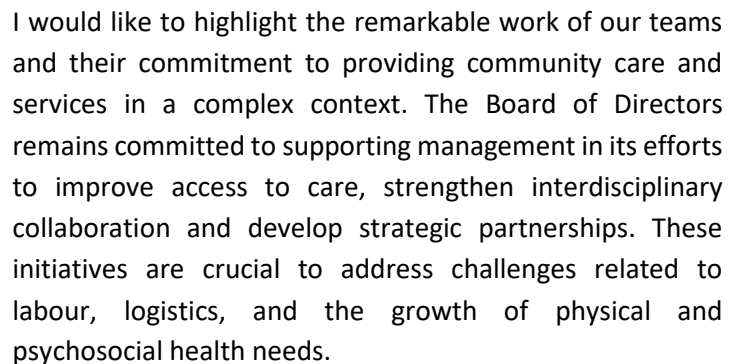 I would like to highlight the remarkable work of our teams
and their commitment to providing community care and
services in a complex context. The Board of Directors
remains committed to supporting management in its efforts
to improve access to care, strengthen interdisciplinary
collaboration and develop strategic partnerships. These
initiatives are crucial to address challenges related to
labour, logistics, and the growth of physical and
psychosocial health needs.